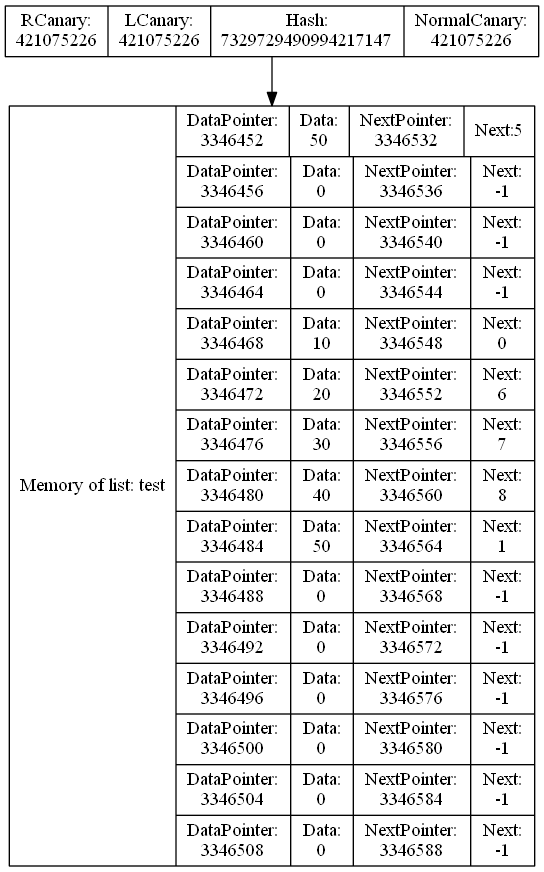 RCanary:
421075226
LCanary:
421075226
Hash:
7329729490994217147
NormalCanary:
421075226
Memory of list: test
DataPointer:
3346452
Data:
50
NextPointer:
3346532
Next:5
DataPointer:
3346456
Data:
0
NextPointer:
3346536
Next:
-1
DataPointer:
3346460
Data:
0
NextPointer:
3346540
Next:
-1
DataPointer:
3346464
Data:
0
NextPointer:
3346544
Next:
-1
DataPointer:
3346468
Data:
10
NextPointer:
3346548
Next:
0
DataPointer:
3346472
Data:
20
NextPointer:
3346552
Next:
6
DataPointer:
3346476
Data:
30
NextPointer:
3346556
Next:
7
DataPointer:
3346480
Data:
40
NextPointer:
3346560
Next:
8
DataPointer:
3346484
Data:
50
NextPointer:
3346564
Next:
1
DataPointer:
3346488
Data:
0
NextPointer:
3346568
Next:
-1
DataPointer:
3346492
Data:
0
NextPointer:
3346572
Next:
-1
DataPointer:
3346496
Data:
0
NextPointer:
3346576
Next:
-1
DataPointer:
3346500
Data:
0
NextPointer:
3346580
Next:
-1
DataPointer:
3346504
Data:
0
NextPointer:
3346584
Next:
-1
DataPointer:
3346508
Data:
0
NextPointer:
3346588
Next:
-1